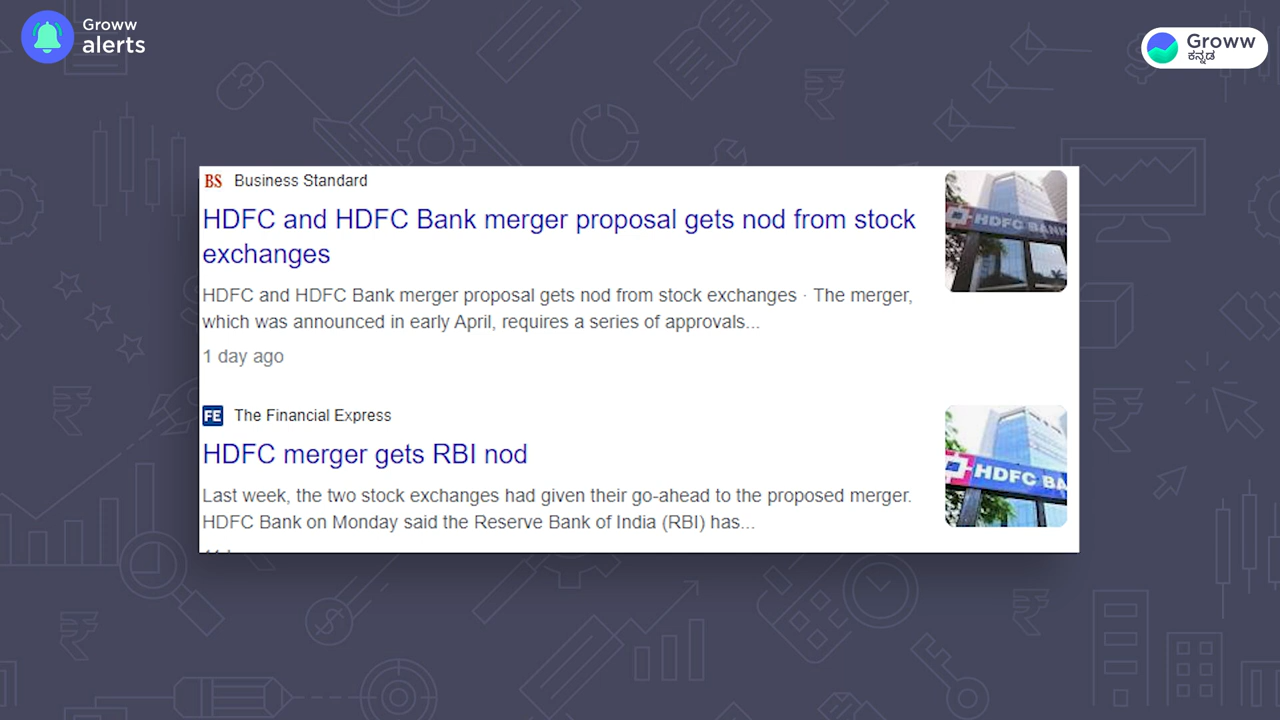 Groww
alerts
Groww
ಕನ್ನಡ
BS Business Standard
HDFC and HDFC Bank merger proposal gets nod from stock
exchanges
HDFC and HDFC Bank merger proposal gets nod from stock exchanges · The merger,
which was announced in early April, requires a series of approvals...
1 day ago
HDFC BANK
FE The Financial Express
HDFC merger gets RBI nod
Last week, the two stock exchanges had given their go-ahead to the proposed merger.
HDFC Bank on Monday said the Reserve Bank of India (RBI) has...
HDFC BA